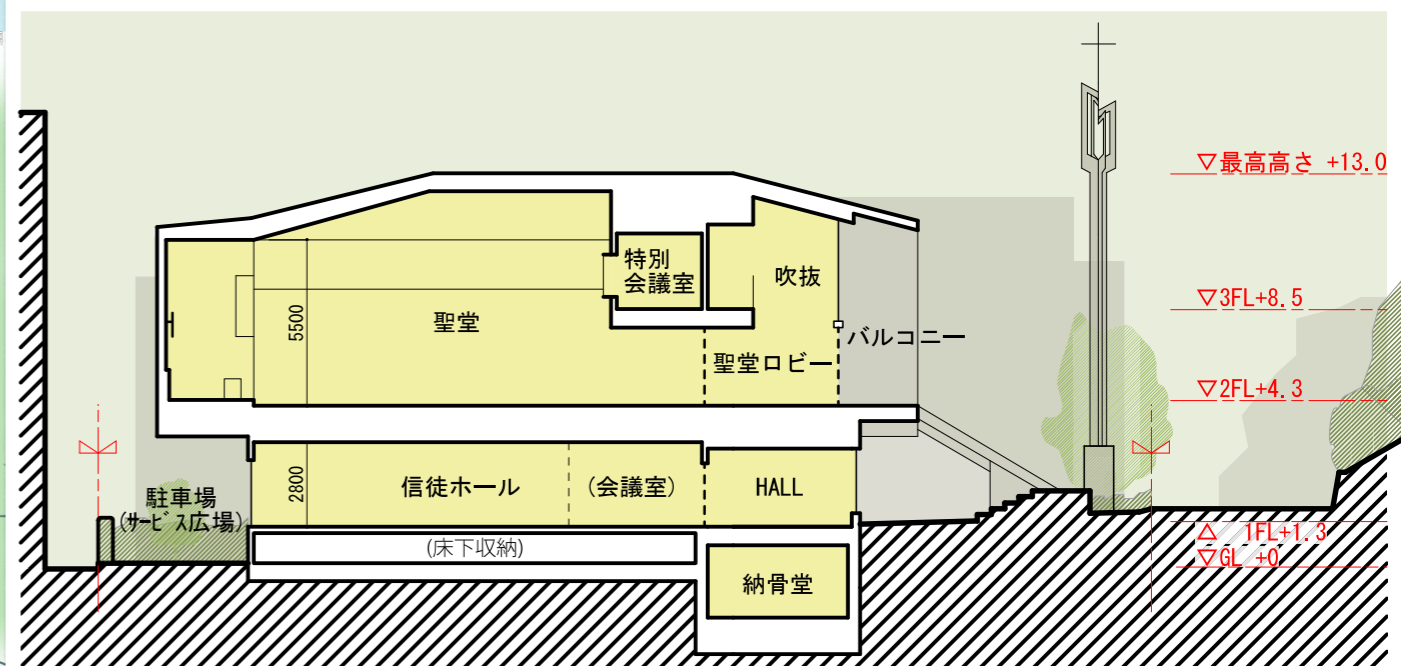 ▽最高高さ +13.0
特別
会議室
吹抜
▽3FL+8.5
5500
聖堂
バルコニー
聖堂ロビー
▽2FL+4.3
2800
信徒ホール
(会議室)
HALL
駐車場
(サービス広場)
△ 1FL+1.3
(床下収納)
▽GL +0
納骨堂